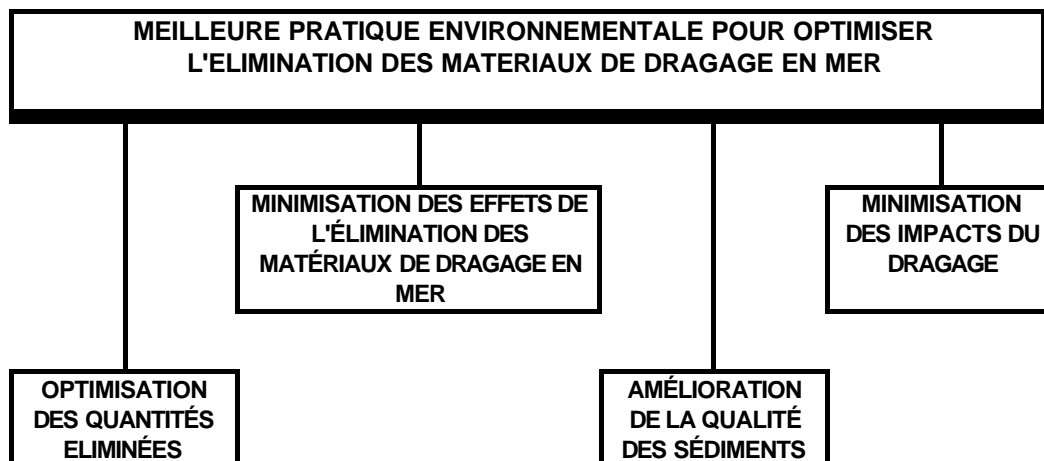 MEILLEURE PRATIQUE ENVIRONNEMENTALE POUR OPTIMISER
L'ELIMINATION DES MATERIAUX DE DRAGAGE EN MER
MINIMISATION DES EFFETS DE
L'ÉLIMINATION DES
MATÉRIAUX DE DRAGAGE EN
MER
MINIMISATION
DES IMPACTS DU
DRAGAGE
OPTIMISATION
DES QUANTITÉS
ELIMINÉES
AMÉLIORATION
DE LA QUALITÉ
DES SÉDIMENTS